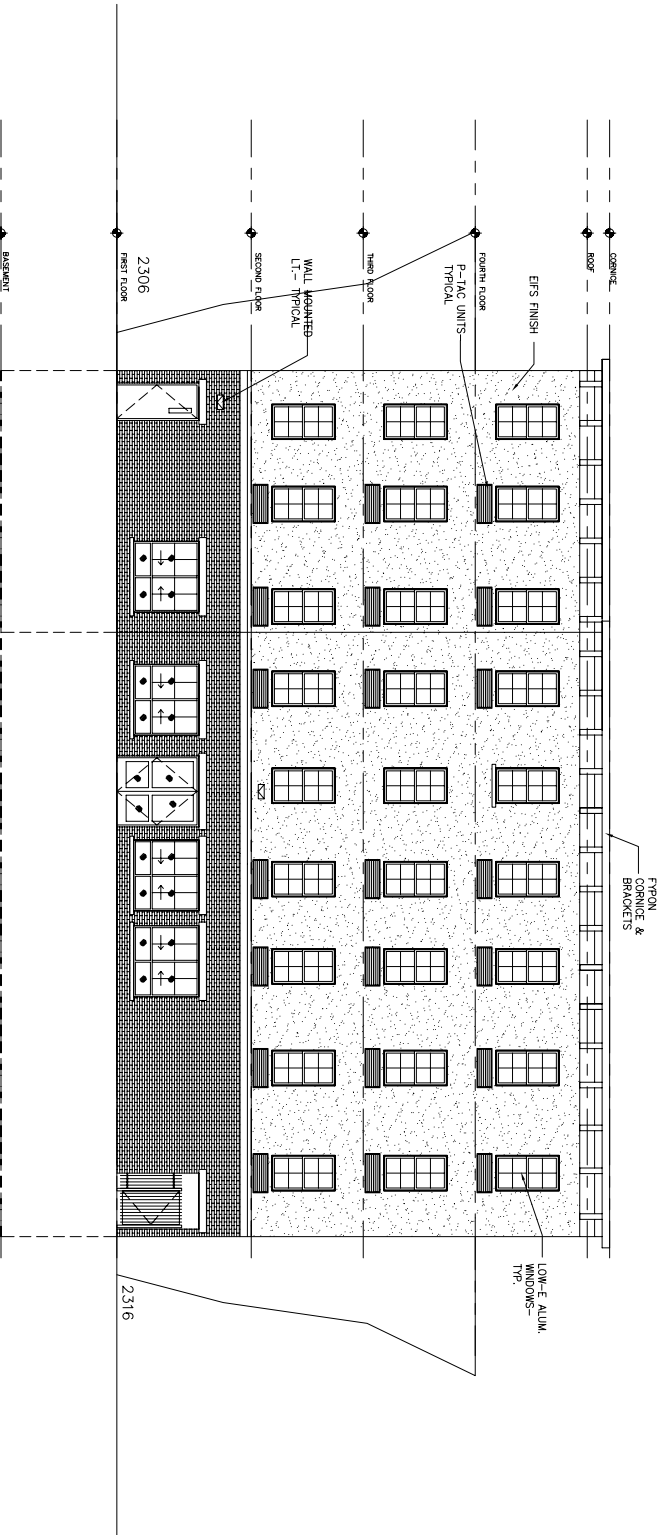 CORNICE
ROOF
EIFS FINISH
FOURTH FLOOR
P-TAC UNITS
TYPICAL
THIRD FLOOR
WALL MOUNTED
LT.- TYPICAL
SECOND FLOOR
2306
FIRST FLOOR
BASEMENT
FYPON
CORNICE &
BRACKETS
LOW-E ALUM.
WINDOWS-
TYP.
2316